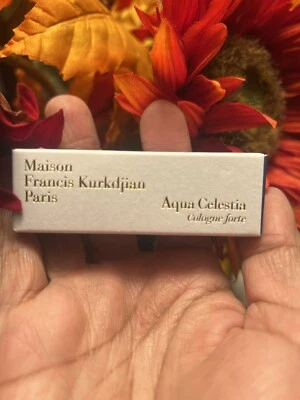 Maison
Francis Kurkdjian
Paris
Aqua Celestia
Cologne forte